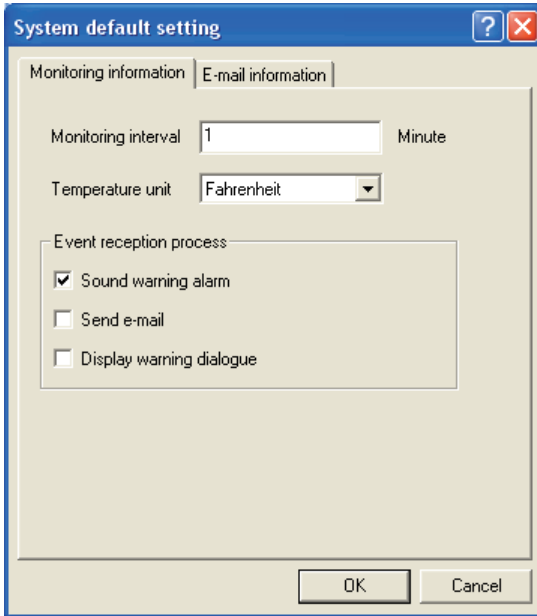 System default setting
Monitoring information
E-mail information
Monitoring interval 1 Minute
Temperature unit Fahrenheit
Event reception process
Sound warning alarm
Send e-mail
Display warning dialogue
OK
Cancel